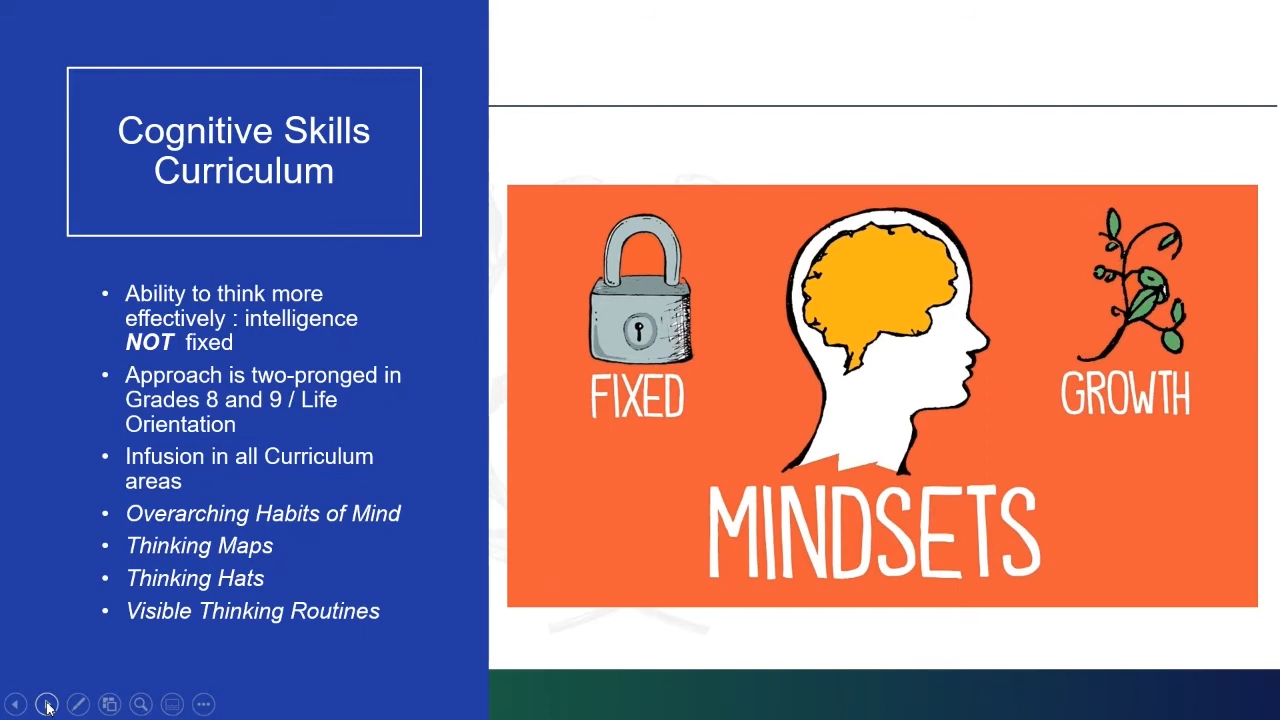 Cognitive Skills
Curriculum
• Ability to think more
effectively : intelligence
NOT fixed
• Approach is two-pronged in
Grades 8 and 9 / Life
Orientation
• Infusion in all Curriculum
areas
• Overarching Habits of Mind
• Thinking Maps
• Thinking Hats
• Visible Thinking Routines
FIXED
GROWTH
MINDSETS